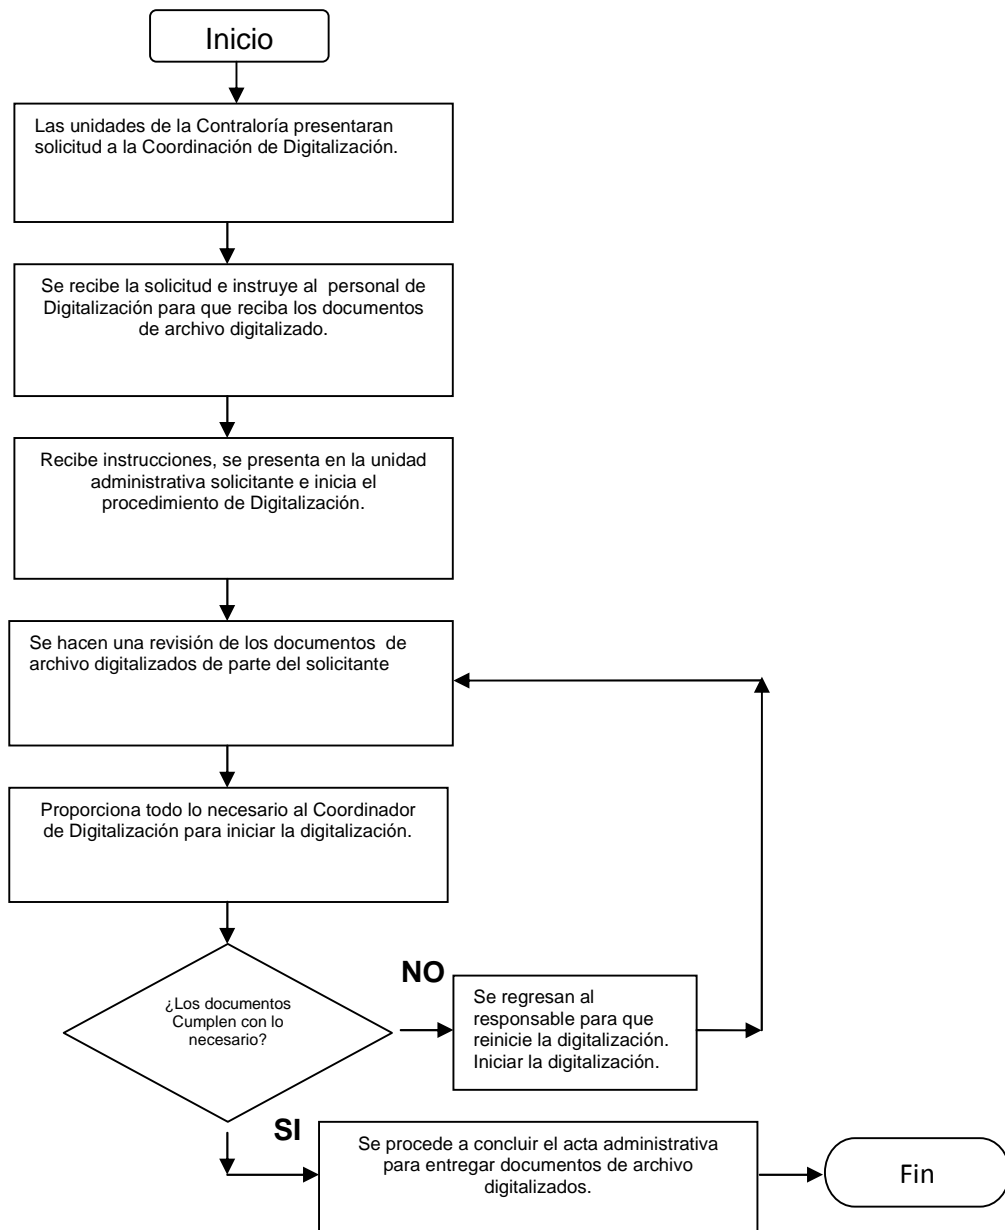 Inicio
Las unidades de la Contraloría presentaran
solicitud a la Coordinación de Digitalización.
Se recibe la solicitud e instruye al personal de
Digitalización para que reciba los documentos
de archivo digitalizado.
Recibe instrucciones, se presenta en la unidad
administrativa solicitante e inicia el
procedimiento de Digitalización.
Se hacen una revisión de los documentos de
archivo digitalizados de parte del solicitante
Proporciona todo lo necesario al Coordinador
de Digitalización para iniciar la digitalización.
¿Los documentos
Cumplen con lo
necesario?
NO
Se regresan al
responsable para que
reinicie la digitalización.
Iniciar la digitalización.
SI
Se procede a concluir el acta administrativa
para entregar documentos de archivo
digitalizados.
Fin